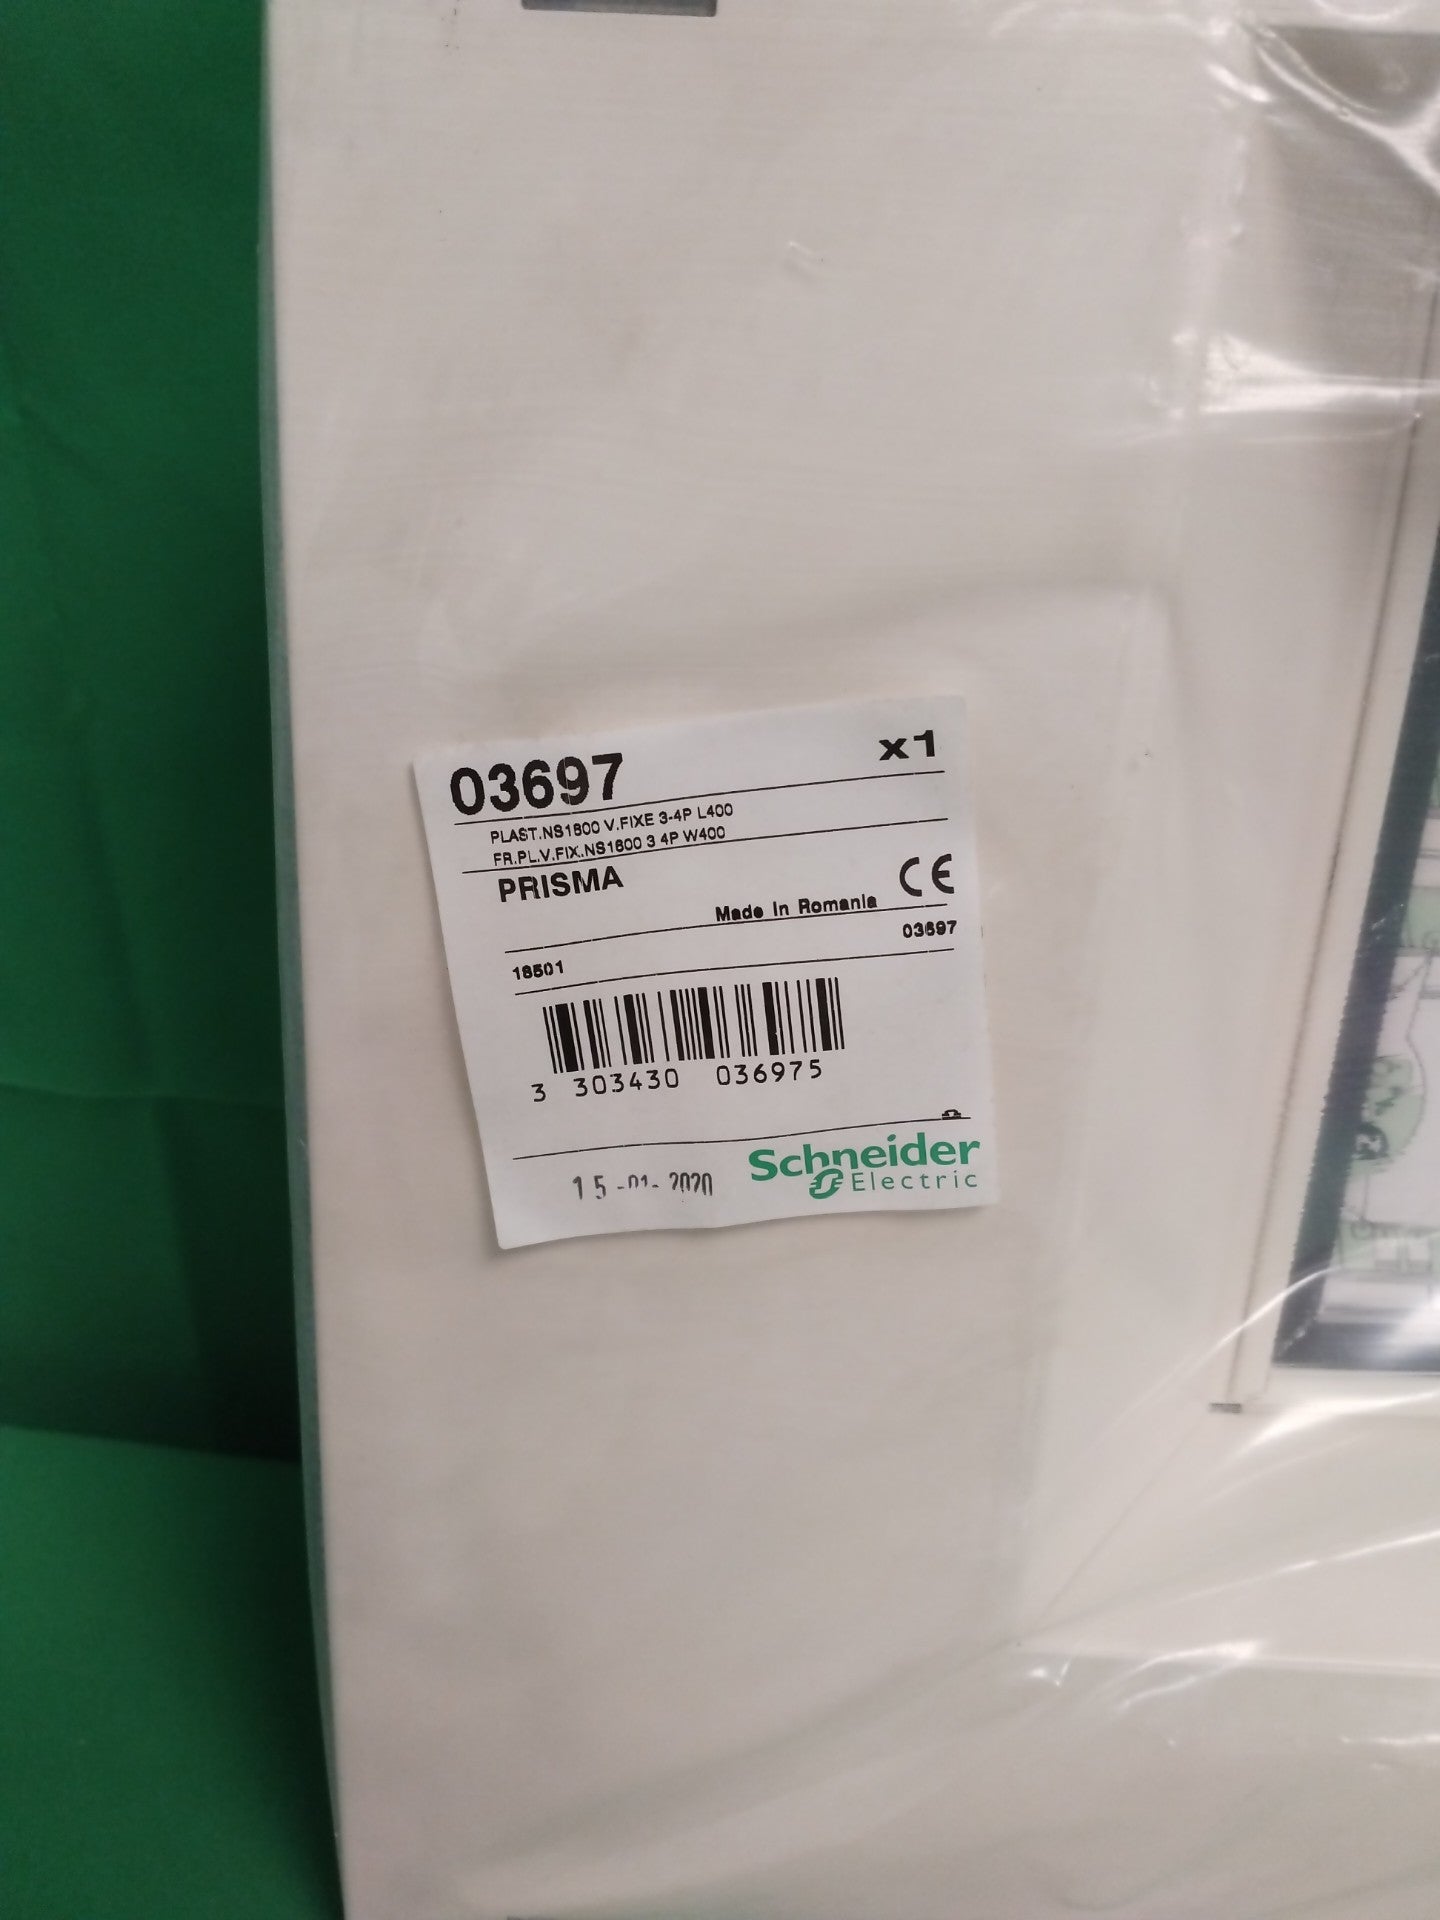 03697 x1
PLAST.NS1600 V.FIXE 3-4P L400
FR.PL.V.FIX.NS1600 3 4P W400
PRISMA
Made in Romania CE
03697
18501
3 303430 036975
15-01-2020
Schneider
Electric